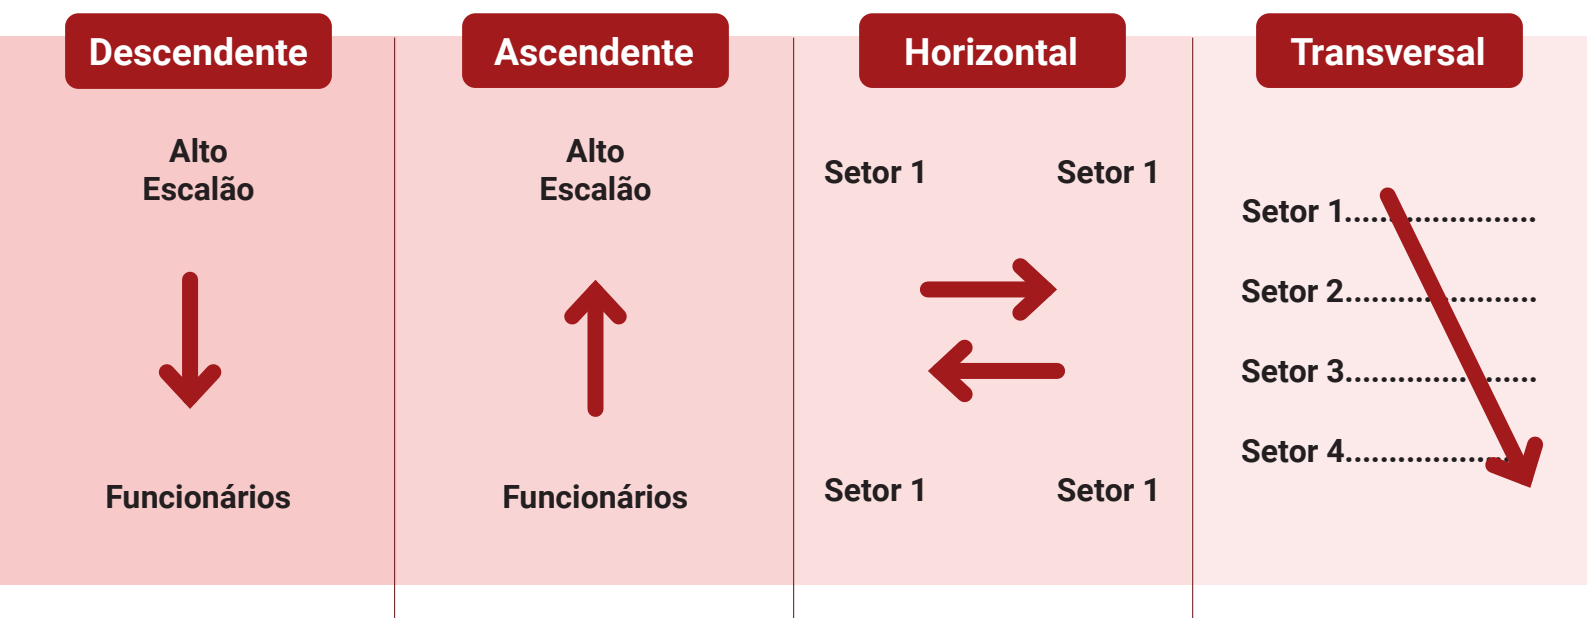 Descendente
Alto
Escalão
Funcionários
Ascendente
Alto
Escalão
Funcionários
Horizontal
Setor 1 Setor 1
Setor 1 Setor 1
Transversal
Setor 1......................
Setor 2......................
Setor 3......................
Setor 4...................